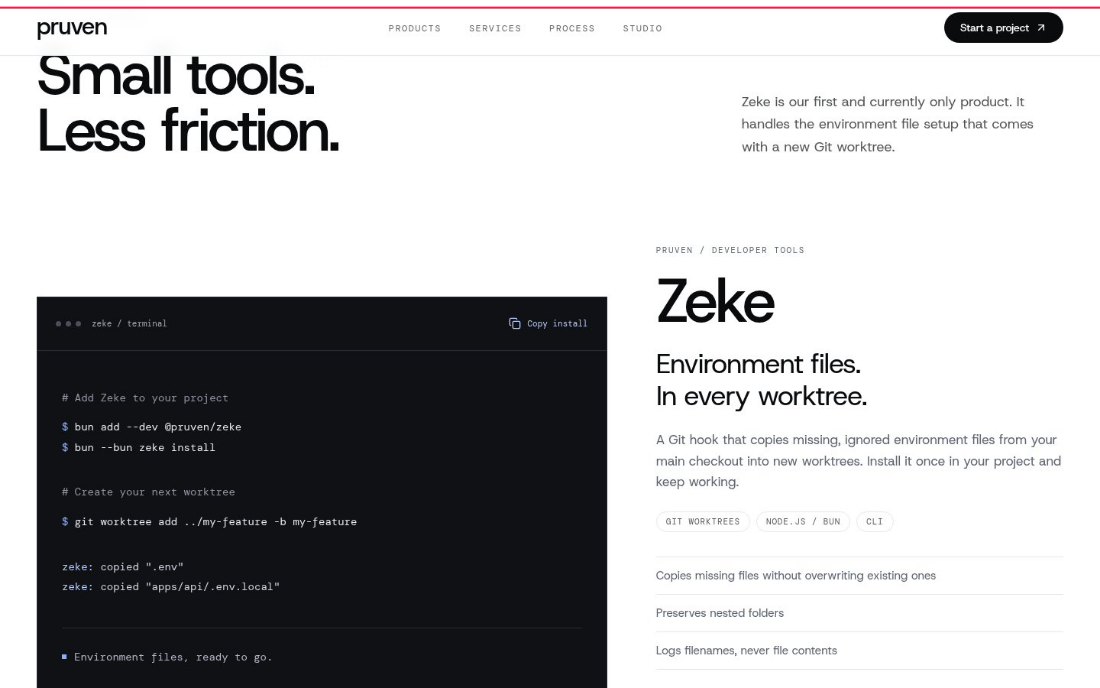 pruven
PRODUCTS
SERVICES
PROCESS
STUDIO
Start a project
Small tools.
Less friction.
Zeke is our first and currently only product. It
handles the environment file setup that comes
with a new Git worktree.
zeke / terminal
Copy install
# Add Zeke to your project
$ bun add --dev @pruven/zeke
$ bun --bun zeke install
# Create your next worktree
$ git worktree add ../my-feature -b my-feature
zeke: copied ".env"
zeke: copied "apps/api/.env.local"
Environment files, ready to go.
PRUVEN / DEVELOPER TOOLS
Zeke
Environment files.
In every worktree.
A Git hook that copies missing, ignored environment files from your
main checkout into new worktrees. Install it once in your project and
keep working.
GIT WORKTREES
NODE.JS / BUN
CLI
Copies missing files without overwriting existing ones
Preserves nested folders
Logs filenames, never file contents